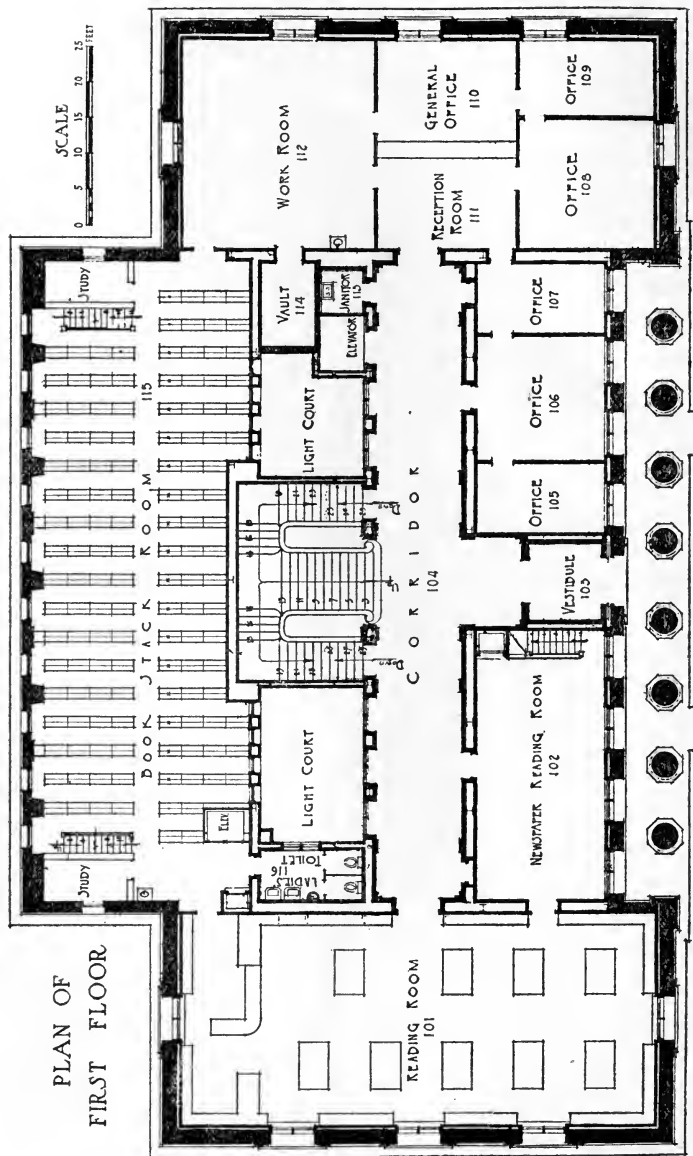 PLAN OF
FIRST FLOOR
SCALE
0 5 10 15 20 25 FEET
STUDY
STUDY
BOOK STACK ROOM
115
ELEV.
LADIES
TOILET
116
LIGHT COURT
LIGHT COURT
ELEVATOR
JANITOR
113
VAULT
114
WORK ROOM
112
CORRIDOR
104
UP
READING ROOM
101
NEWSPAPER READING ROOM
102
VESTIBULE
103
OFFICE
105
OFFICE
106
OFFICE
107
RECEPTION
ROOM
111
GENERAL
OFFICE
110
OFFICE
108
OFFICE
109